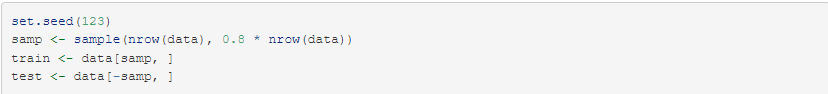 set.seed(123)
samp <- sample(nrow(data), 0.8 * nrow(data))
train <- data[samp, ]
test <- data[-samp, ]